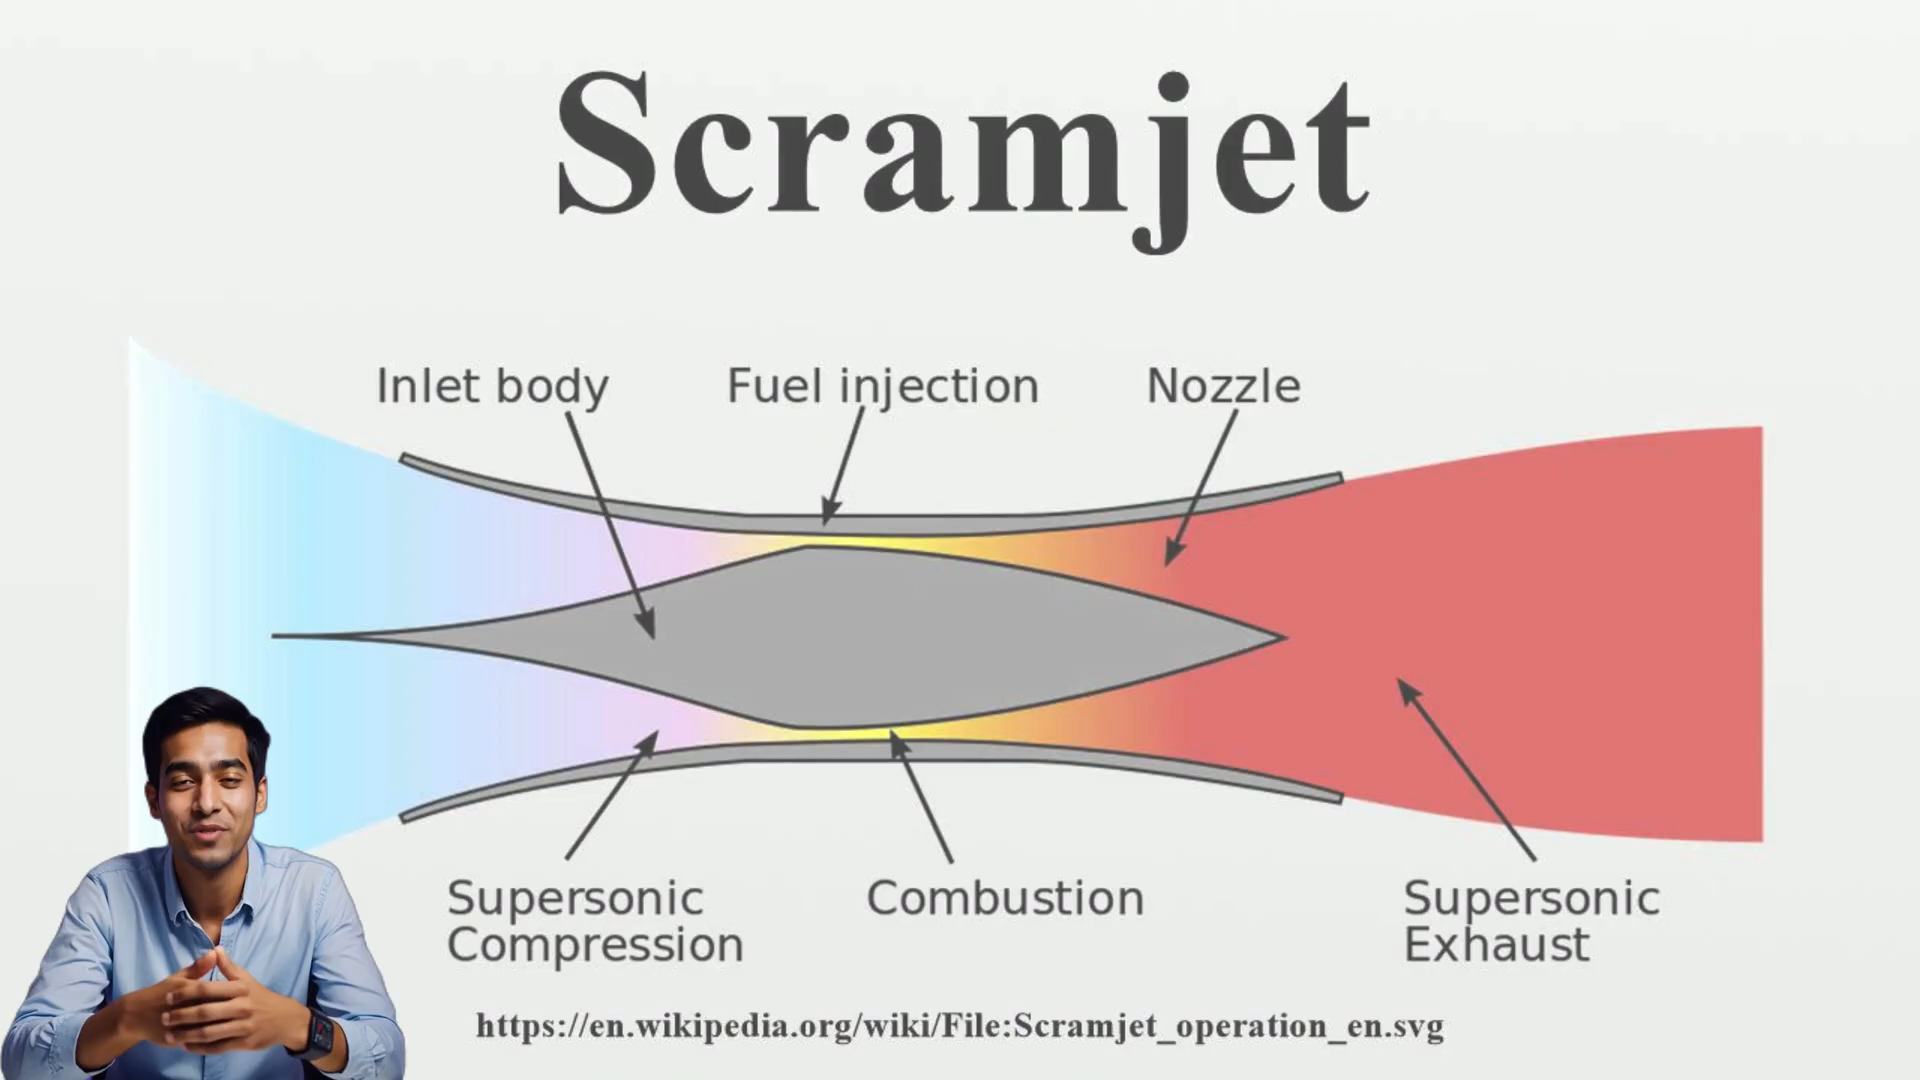 Scramjet
Inlet body
Fuel injection
Nozzle
Supersonic
Compression
Combustion
Supersonic
Exhaust
https://en.wikipedia.org/wiki/File:Scramjet_operation_en.svg